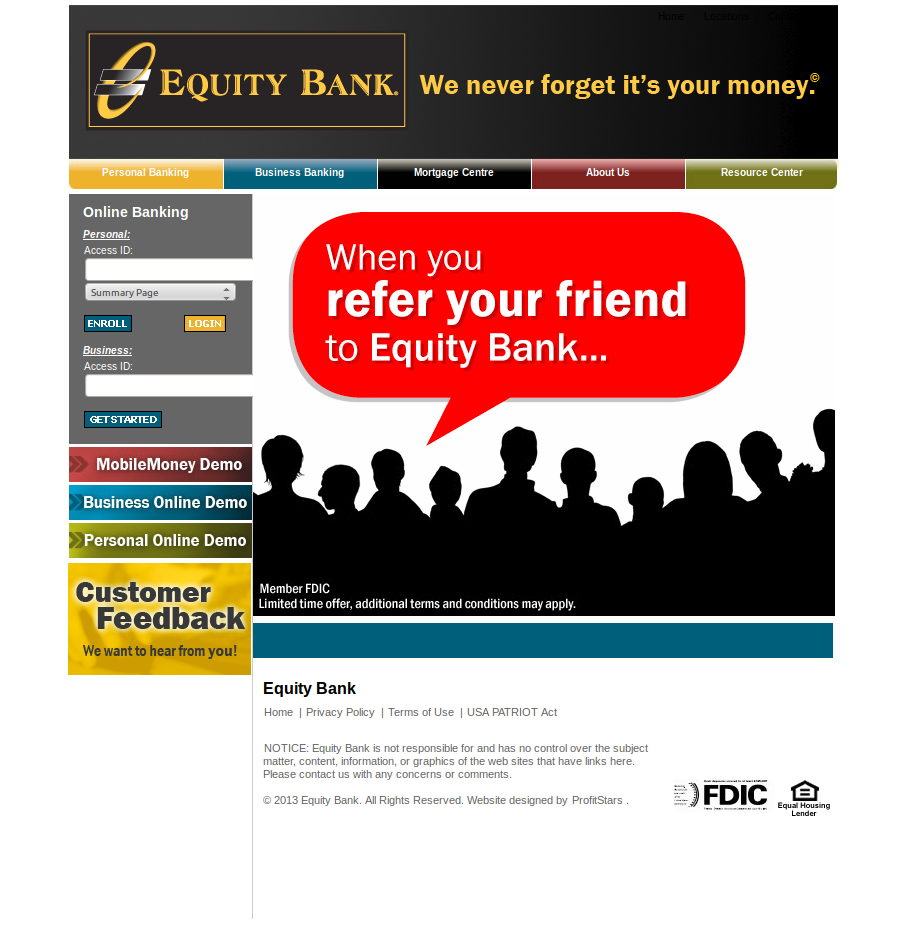 Home Locations
EQUITY BANK.
We never forget it's your money.©
Personal Banking
Business Banking
Mortgage Centre
About Us
Resource Center
Online Banking
Personal:
Access ID:
Summary Page
ENROLL
LOGIN
Business:
Access ID:
GET STARTED
MobileMoney Demo
Business Online Demo
Personal Online Demo
Customer
Feedback
We want to hear from you!
When you
refer your friend
to Equity Bank...
Member FDIC
Limited time offer, additional terms and conditions may apply.
Equity Bank
Home | Privacy Policy | Terms of Use | USA PATRIOT Act
NOTICE: Equity Bank is not responsible for and has no control over the subject
matter, content, information, or graphics of the web sites that have links here.
Please contact us with any concerns or comments.
© 2013 Equity Bank. All Rights Reserved. Website designed by ProfitStars .
FDIC
Equal Housing
Lender